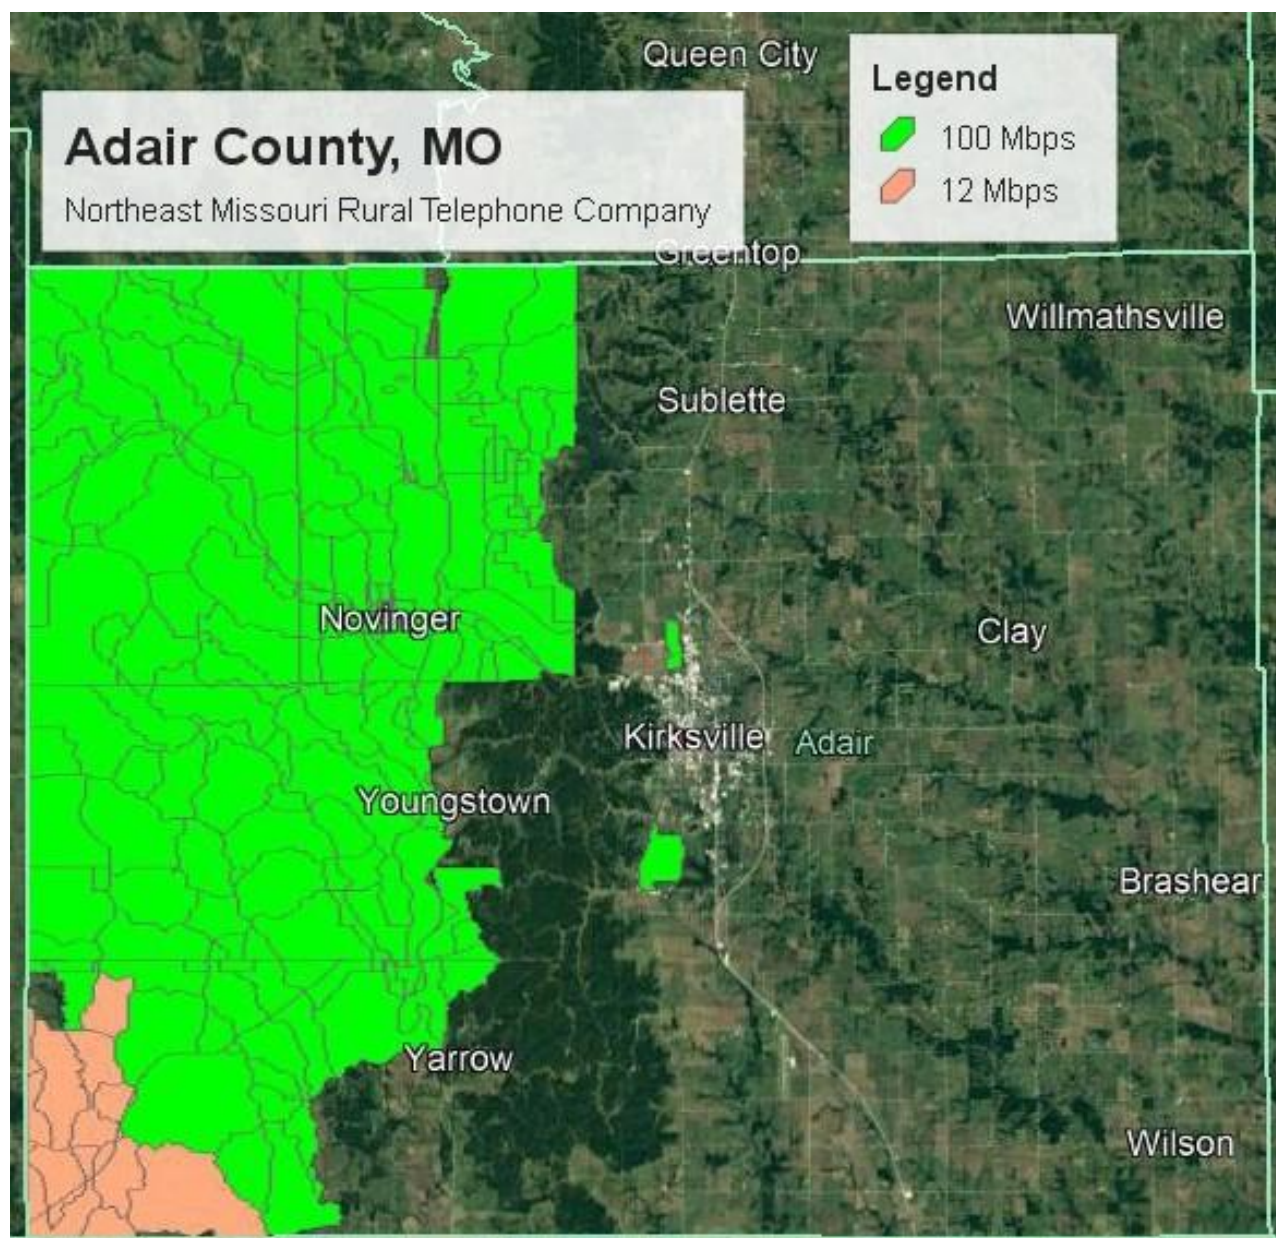 Queen City
Legend
100 Mbps
12 Mbps
Adair County, MO
Northeast Missouri Rural Telephone Company
Greentop
Willmathsville
Sublette
Novinger
Clay
Kirksville
Adair
Youngstown
Brashear
Yarrow
Wilson